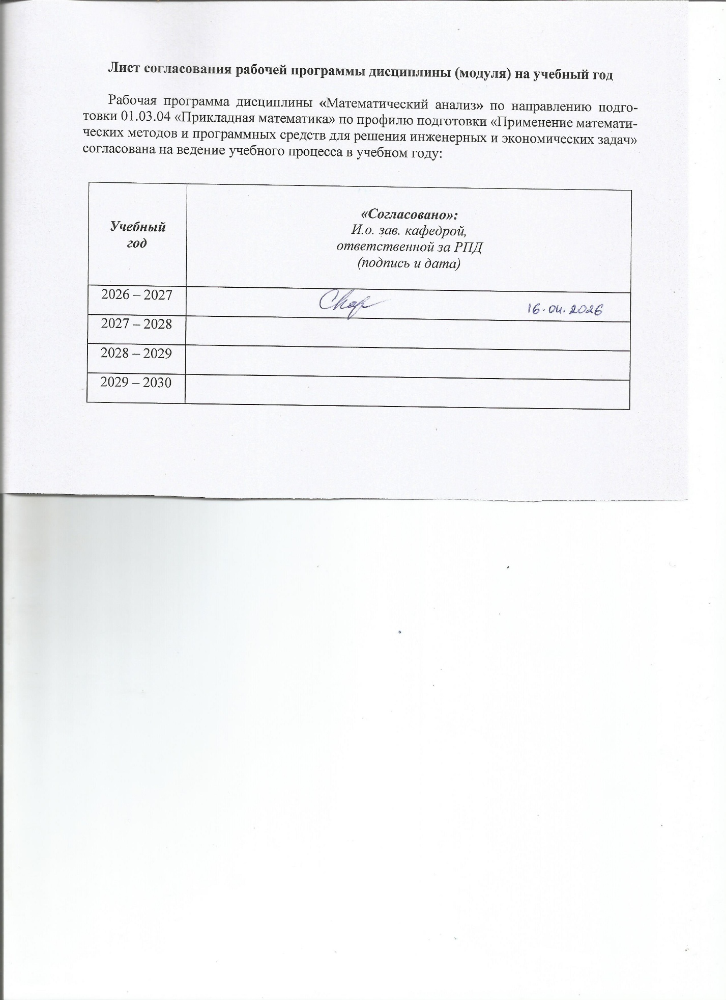 Лист согласования рабочей программы дисциплины (модуля) на учебный год
Рабочая программа дисциплины «Математический анализ» по направлению подго-
товки 01.03.04 «Прикладная математика» по профилю подготовки «Применение математи-
ческих методов и программных средств для решения инженерных и экономических задач»
согласована на ведение учебного процесса в учебном году:
Учебный
год
«Согласовано»:
И.о. зав. кафедрой,
ответственной за РПД
(подпись и дата)
2026 – 2027
16.04.2026
2027 – 2028
2028 – 2029
2029 – 2030